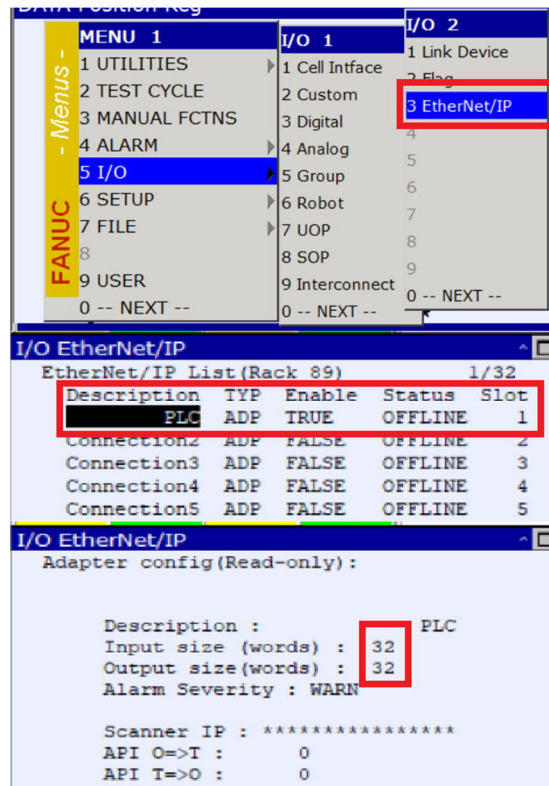 DATA Position Reg
FANUC - Menus -
MENU 1
1 UTILITIES
2 TEST CYCLE
3 MANUAL FCTNS
4 ALARM
5 I/O
6 SETUP
7 FILE
8
9 USER
0 -- NEXT --
I/O 1
1 Cell Intface
2 Custom
3 Digital
4 Analog
5 Group
6 Robot
7 UOP
8 SOP
9 Interconnect
0 -- NEXT --
I/O 2
1 Link Device
2 Flag
3 EtherNet/IP
4
5
6
7
8
9
0 -- NEXT --
I/O EtherNet/IP
EtherNet/IP List(Rack 89) 1/32
Description TYP Enable Status Slot
PLC ADP TRUE OFFLINE 1
Connection2 ADP FALSE OFFLINE 2
Connection3 ADP FALSE OFFLINE 3
Connection4 ADP FALSE OFFLINE 4
Connection5 ADP FALSE OFFLINE 5
I/O EtherNet/IP
Adapter config(Read-only):
Description : PLC
Input size (words) : 32
Output size(words) : 32
Alarm Severity : WARN
Scanner IP : ****************
API O=>T : 0
API T=>O : 0